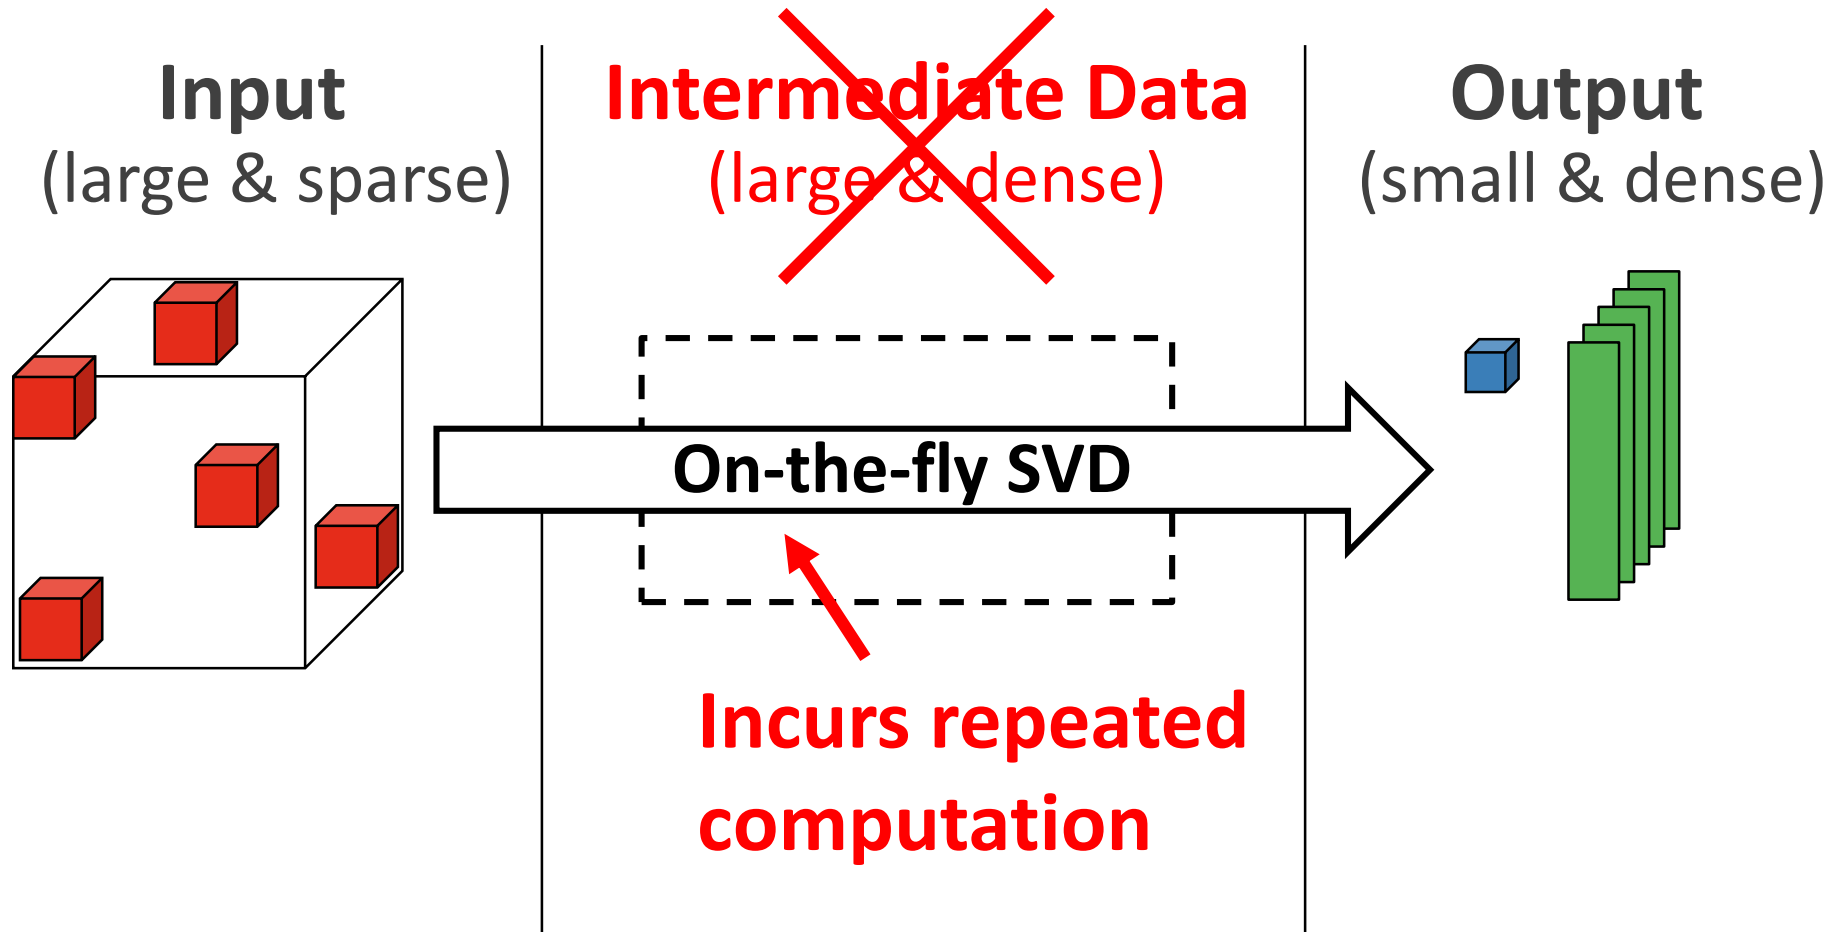 Input
(large & sparse)
Intermediate Data
(large & dense)
Output
(small & dense)
On-the-fly SVD
Incurs repeated
computation